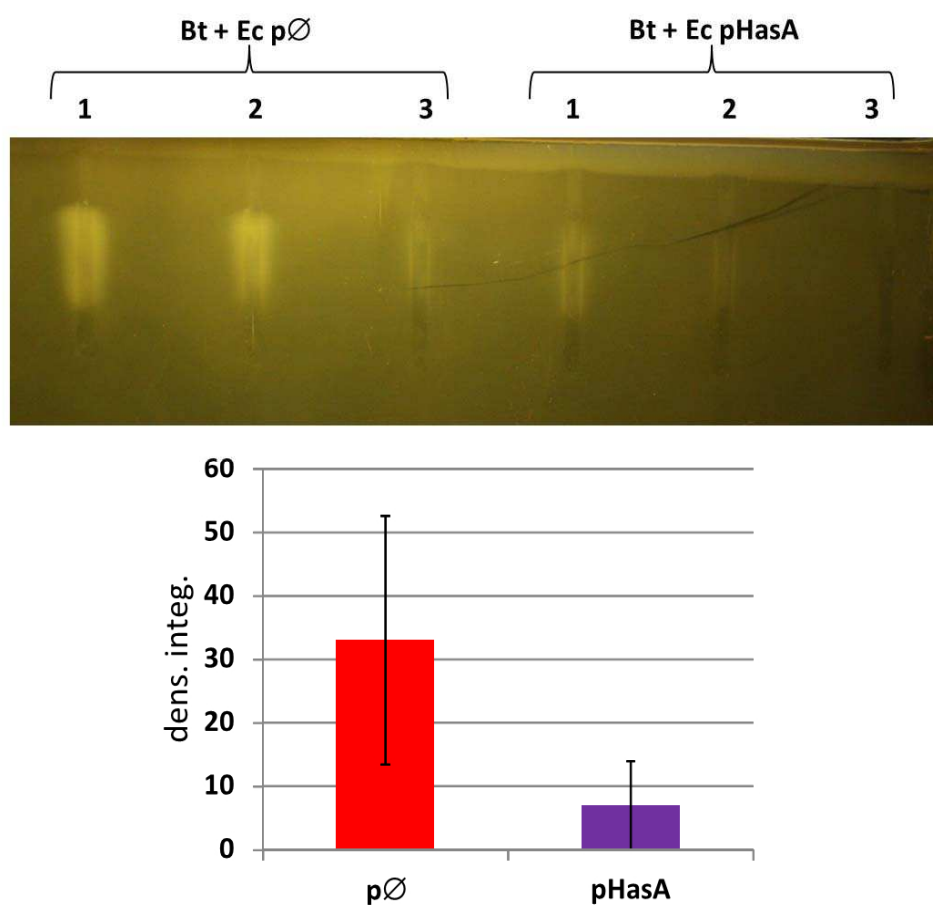 Bt + Ec p∅ Bt + Ec pHasA
1 2 3 1 2 3
60
50
40
30
20
10
0
dens. integ.
p∅ pHasA